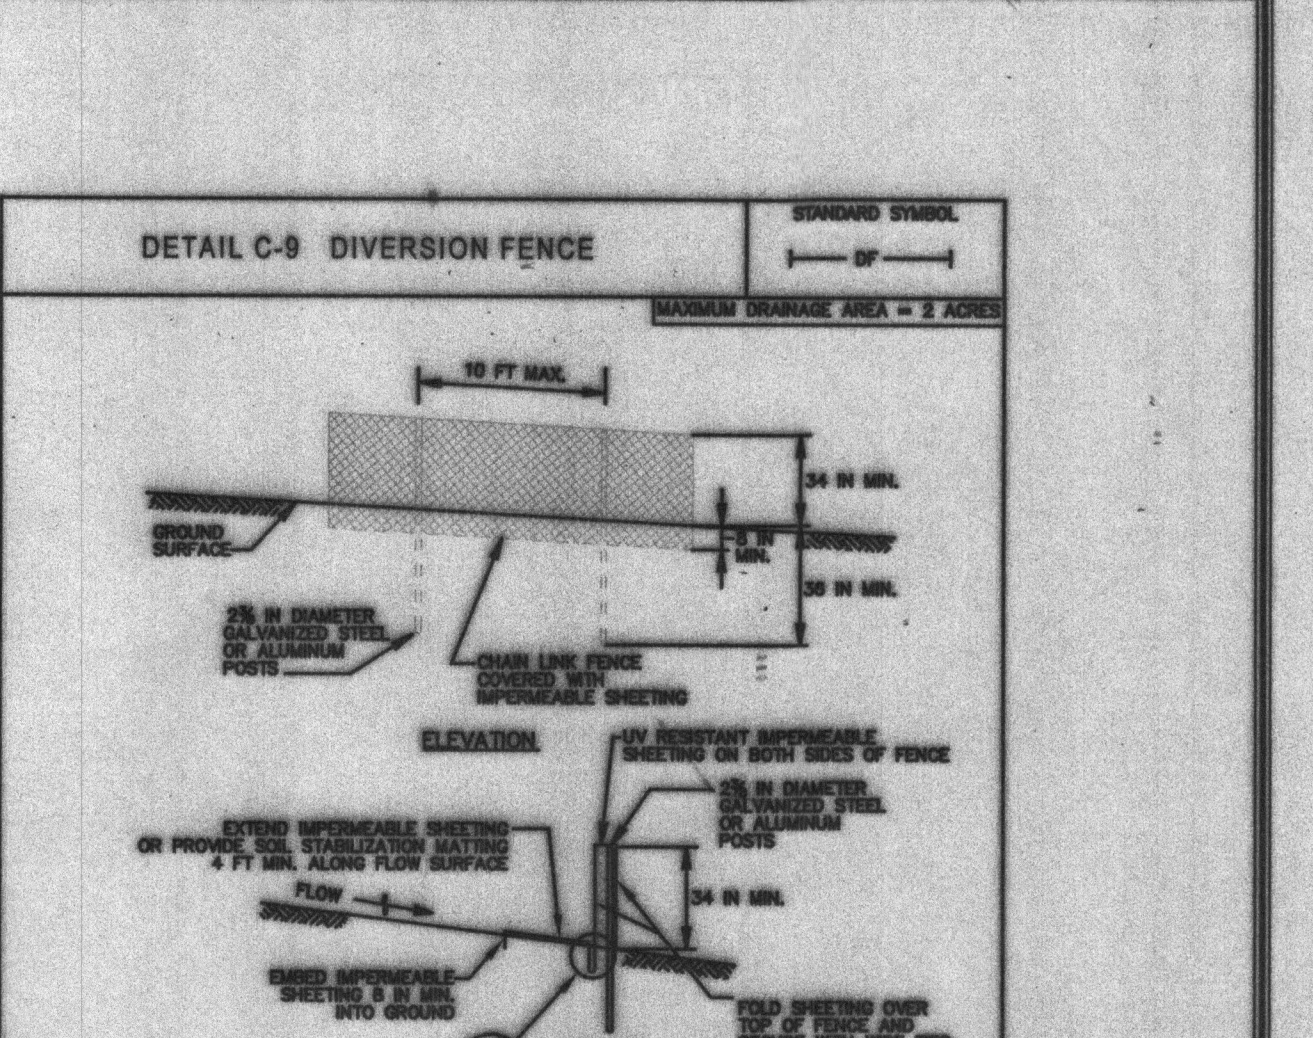 STANDARD SYMBOL
DETAIL C-9 DIVERSION FENCE
DF
MAXIMUM DRAINAGE AREA = 2 ACRES
10 FT MAX.
34 IN MIN.
GROUND
SURFACE
8 IN
MIN.
36 IN MIN.
2⅜ IN DIAMETER
GALVANIZED STEEL
OR ALUMINUM
POSTS
CHAIN LINK FENCE
COVERED WITH
IMPERMEABLE SHEETING
ELEVATION
UV RESISTANT IMPERMEABLE
SHEETING ON BOTH SIDES OF FENCE
2⅜ IN DIAMETER
GALVANIZED STEEL
OR ALUMINUM
POSTS
EXTEND IMPERMEABLE SHEETING
OR PROVIDE SOIL STABILIZATION MATTING
4 FT MIN. ALONG FLOW SURFACE
FLOW
34 IN MIN.
EMBED IMPERMEABLE
SHEETING 8 IN MIN.
INTO GROUND
FOLD SHEETING OVER
TOP OF FENCE AND